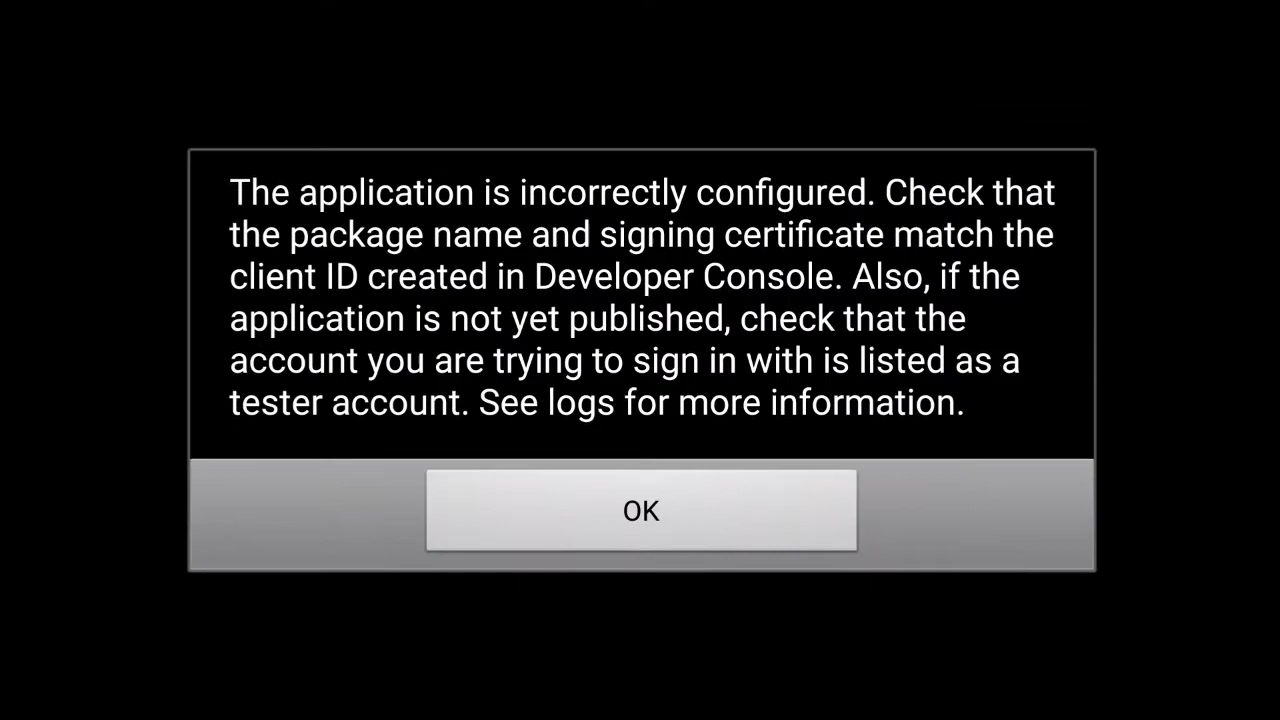 The application is incorrectly configured. Check that
the package name and signing certificate match the
client ID created in Developer Console. Also, if the
application is not yet published, check that the
account you are trying to sign in with is listed as a
tester account. See logs for more information.
OK